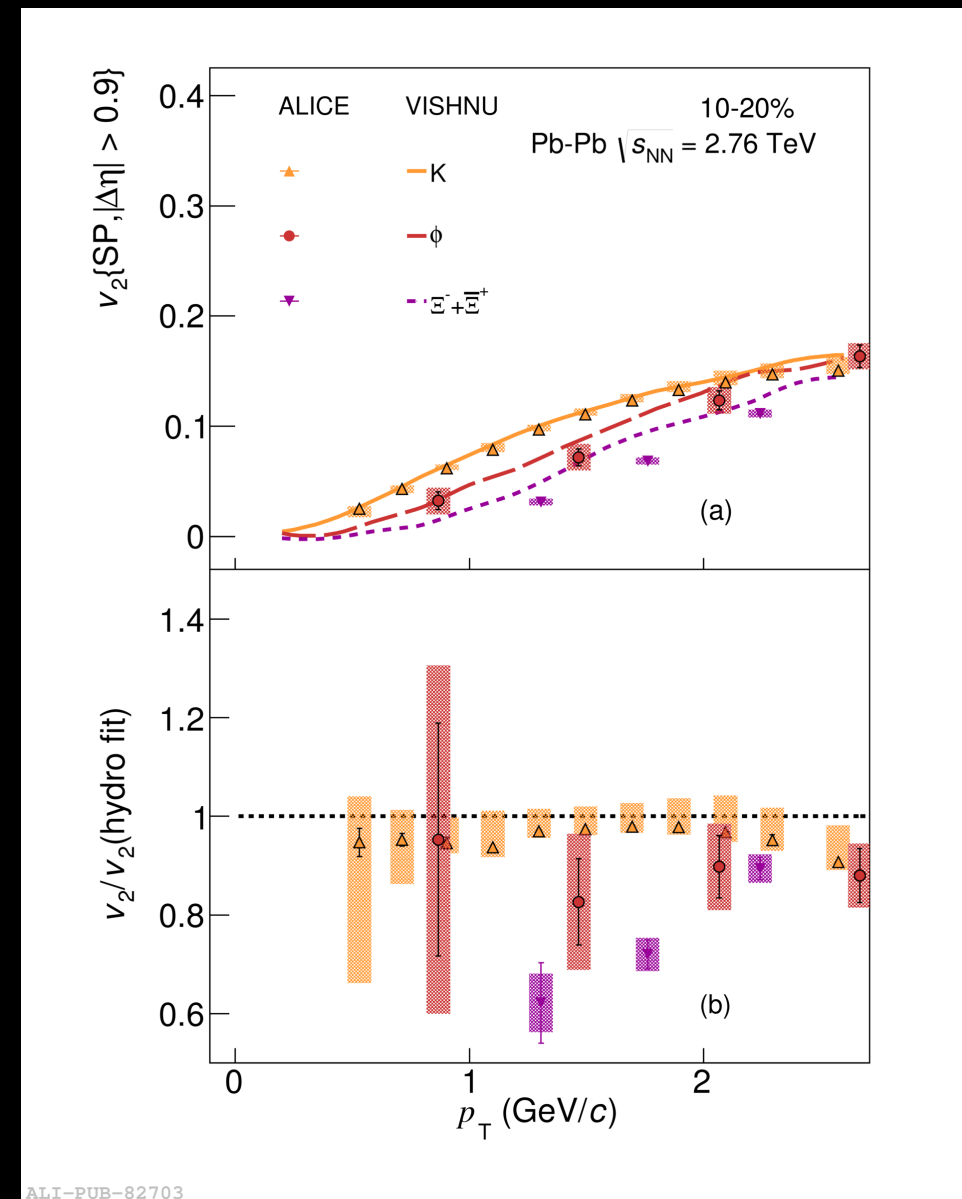 ALICE VISHNU 10-20%
Pb-Pb √sNN = 2.76 TeV
K
ϕ
Ξ-+Ξ̅+
v2{SP,|Δη| > 0.9}
0.4
0.3
0.2
0.1
0
(a)
v2/v2(hydro fit)
1.4
1.2
1
0.8
0.6
(b)
0 1 2
pT (GeV/c)
ALI-PUB-82703